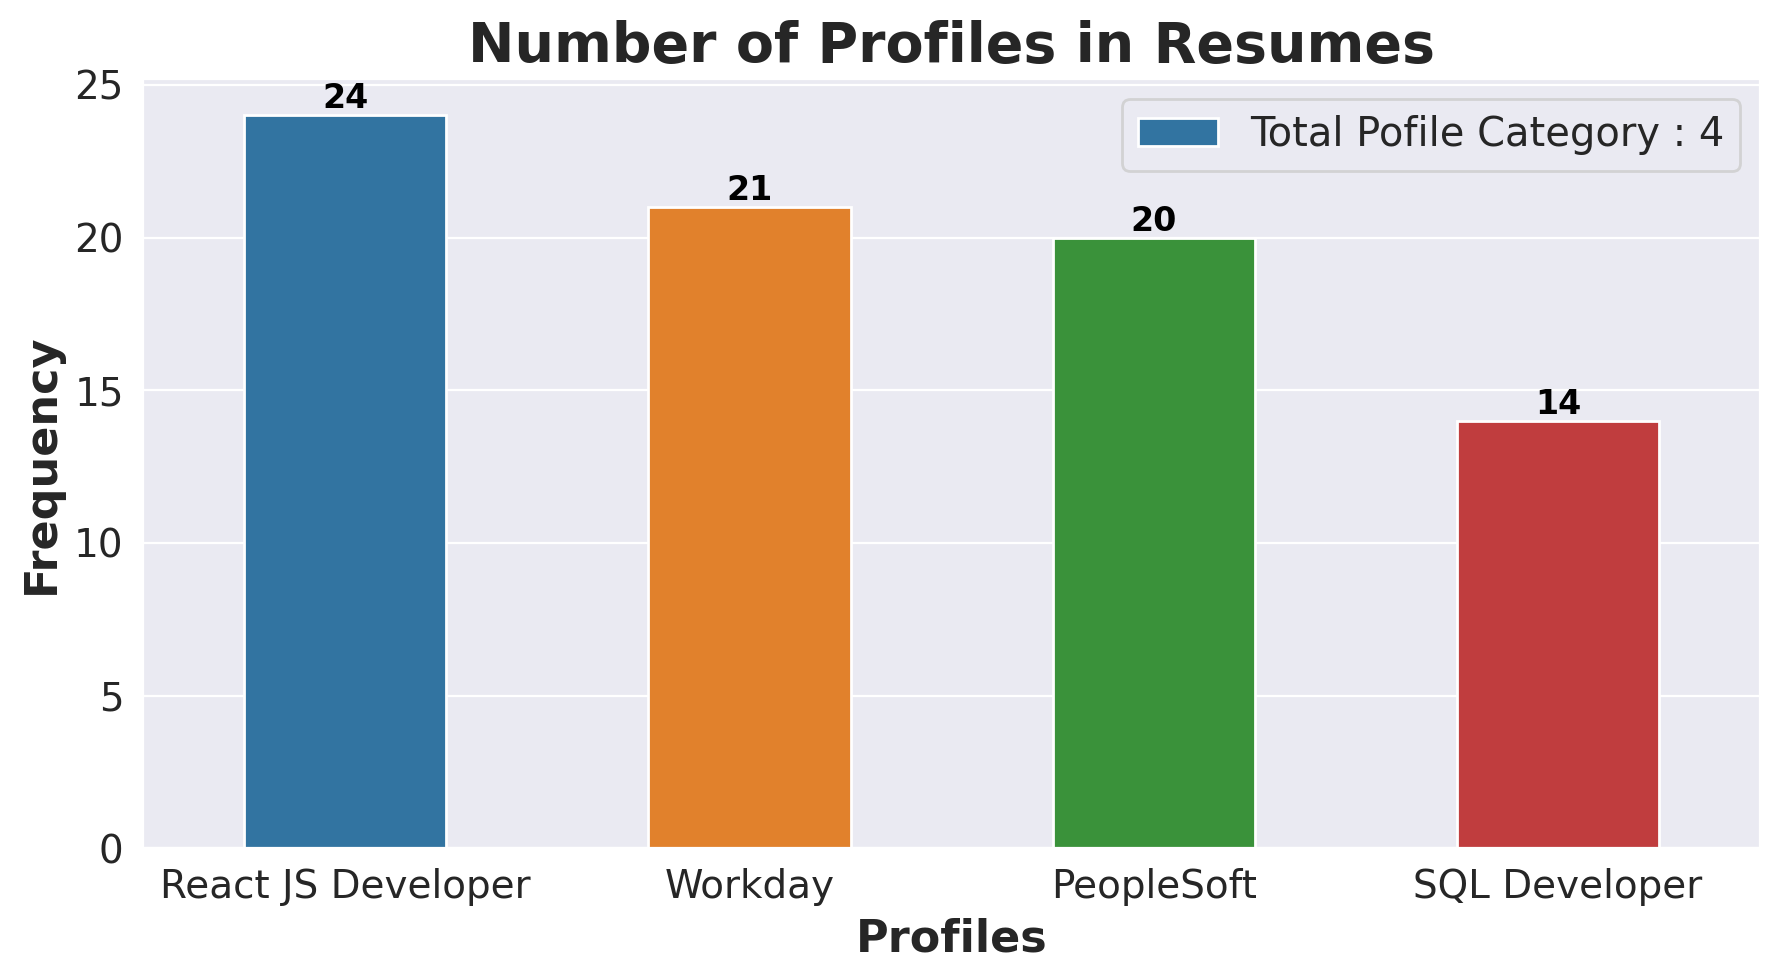 Number of Profiles in Resumes
25
20
15
10
5
0
Frequency
24
21
20
14
Total Pofile Category : 4
React JS Developer
Workday
PeopleSoft
SQL Developer
Profiles